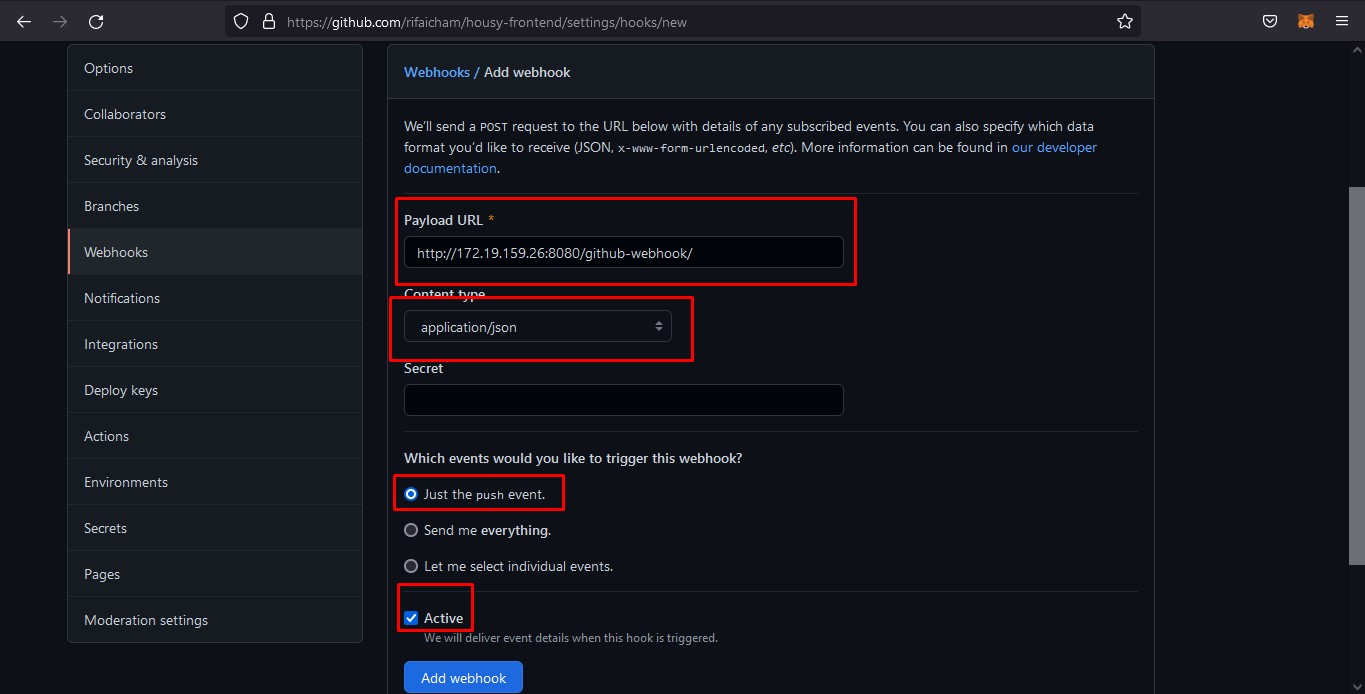 https://github.com/rifaicham/housy-frontend/settings/hooks/new
Options
Collaborators
Security & analysis
Branches
Webhooks
Notifications
Integrations
Deploy keys
Actions
Environments
Secrets
Pages
Moderation settings
Webhooks / Add webhook
We'll send a POST request to the URL below with details of any subscribed events. You can also specify which data
format you'd like to receive (JSON, x-www-form-urlencoded, etc). More information can be found in our developer
documentation.
Payload URL *
http://172.19.159.26:8080/github-webhook/
Content type
application/json
Secret
Which events would you like to trigger this webhook?
Just the push event.
Send me everything.
Let me select individual events.
Active
We will deliver event details when this hook is triggered.
Add webhook